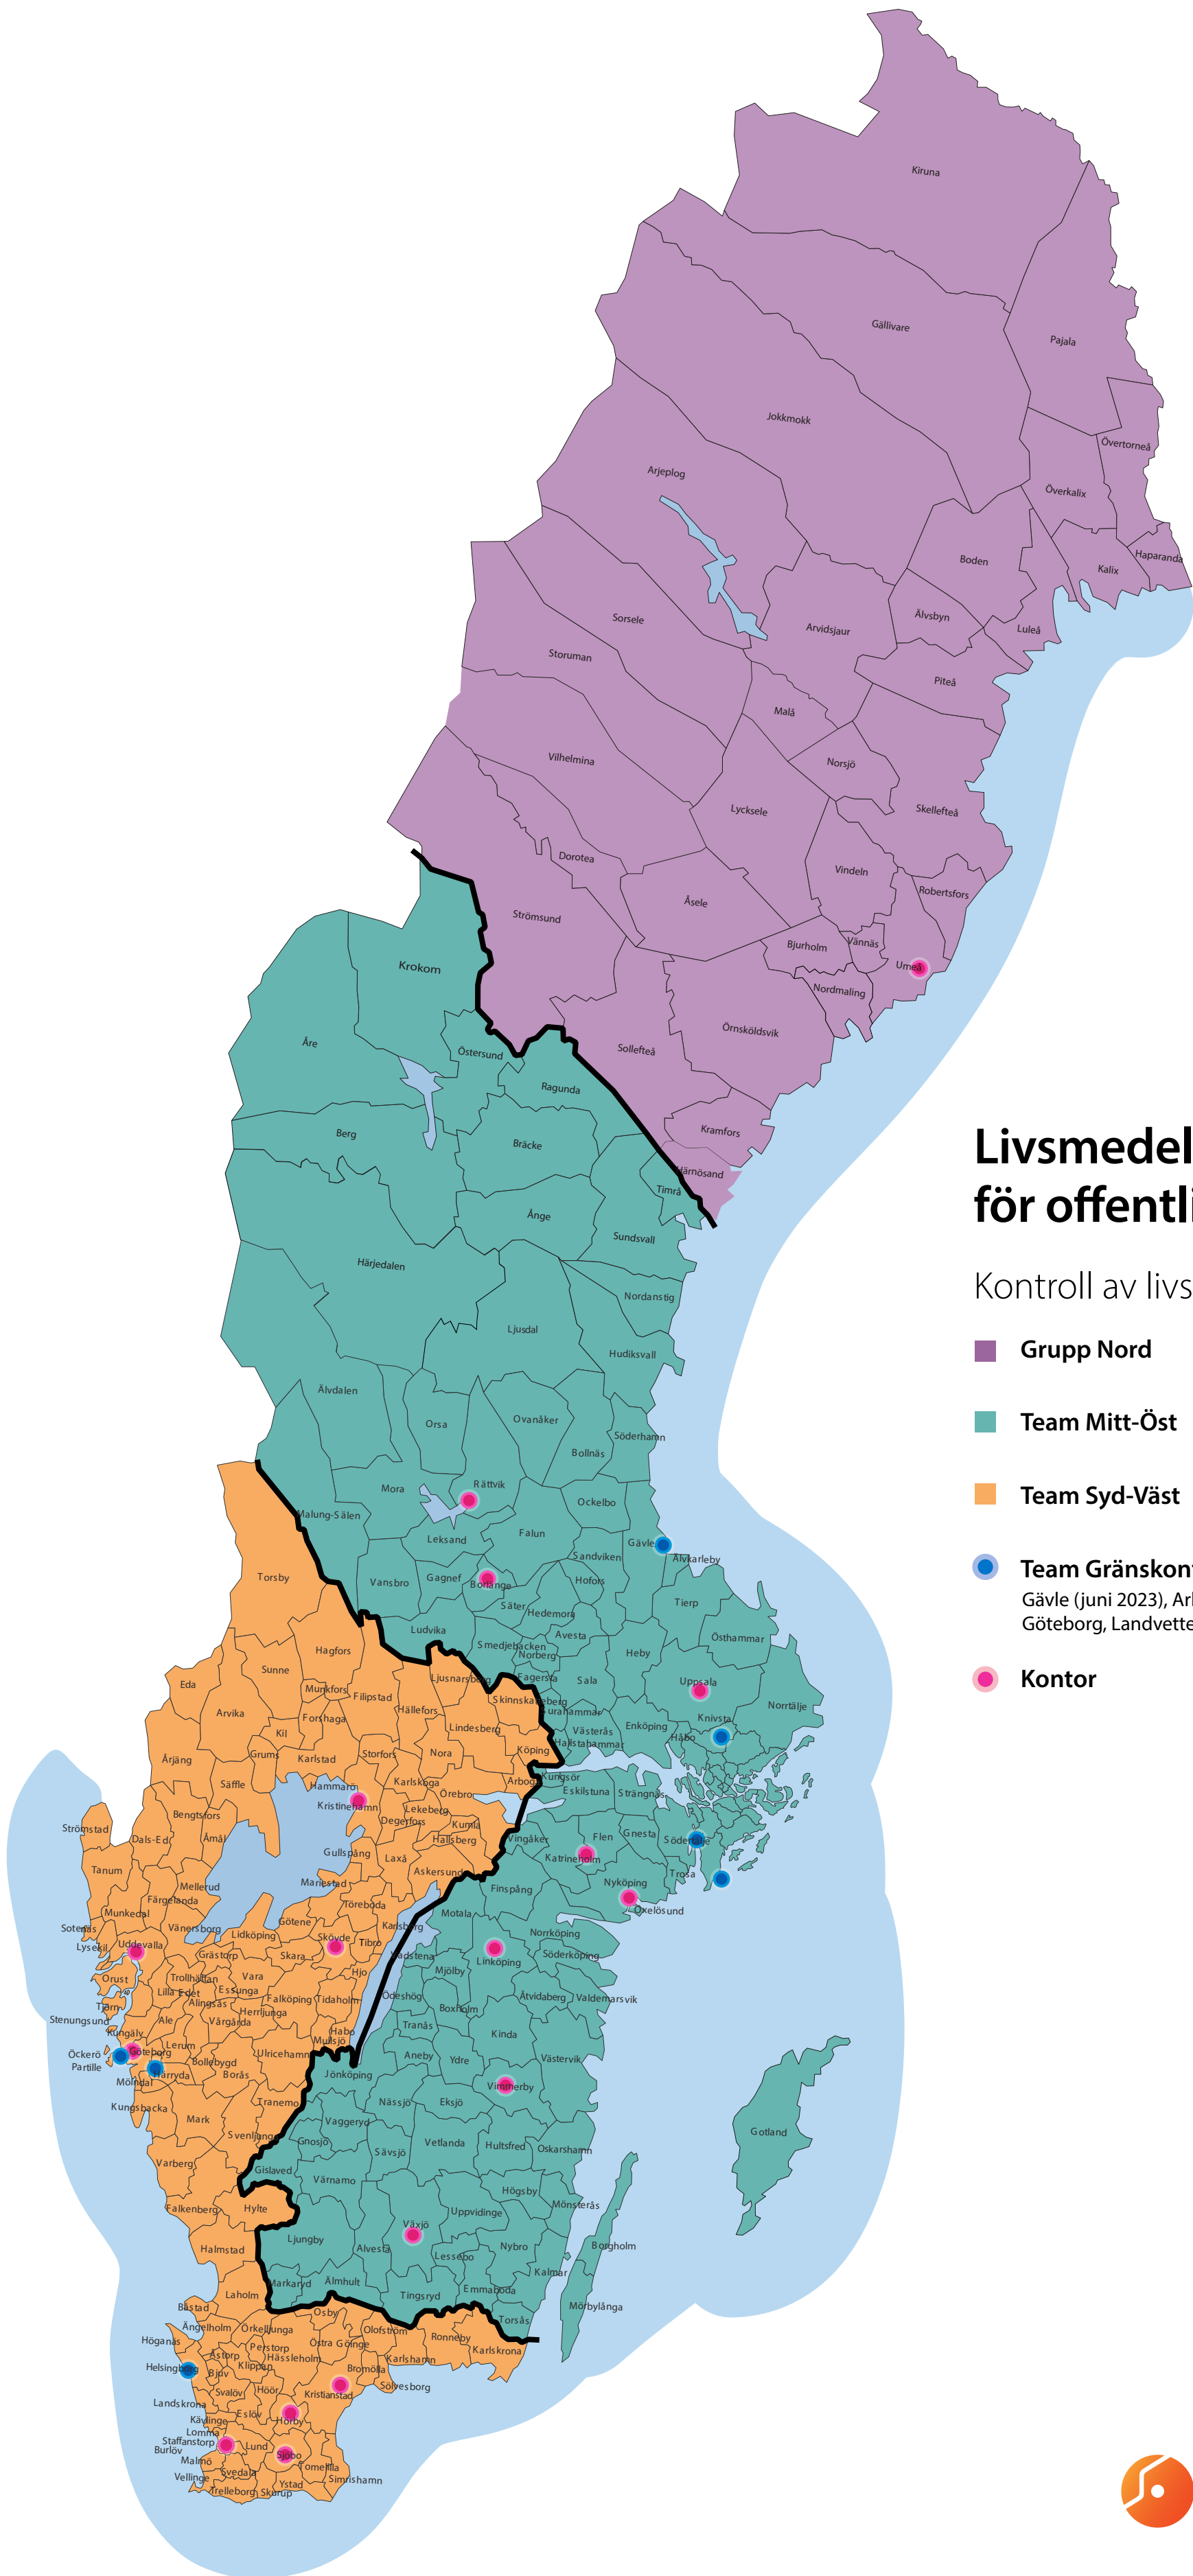 Kiruna
Gällivare
Pajala
Jokkmokk
Övertorneå
Arjeplog
Överkalix
Haparanda
Boden
Kalix
Älvsbyn
Sorsele
Arvidsjaur
Luleå
Storuman
Piteå
Malå
Vilhelmina
Norsjö
Lycksele
Skellefteå
Dorotea
Vindeln
Robertsfors
Åsele
Strömsund
Bjurholm
Vännäs
Umeå
Krokom
Nordmaling
Örnsköldsvik
Åre
Östersund
Sollefteå
Ragunda
Kramfors
Berg
Bräcke
Härnösand
Timrå
Ånge
Sundsvall
Härjedalen
Nordanstig
Ljusdal
Hudiksvall
Älvdalen
Orsa
Ovanåker
Söderhamn
Bollnäs
Mora
Rättvik
Ockelbo
Malung-Sälen
Leksand
Falun
Gävle
Sandviken
Älvkarleby
Torsby
Vansbro
Gagnef
Borlänge
Hofors
Säter
Hedemora
Tierp
Ludvika
Avesta
Östhammar
Smedjebacken
Norberg
Heby
Hagfors
Sunne
Ljusnarsberg
Fagersta
Sala
Uppsala
Eda
Munkfors
Filipstad
Skinnskatteberg
Norrtälje
Arvika
Forshaga
Hällefors
Surahammar
Knivsta
Kil
Lindesberg
Västerås
Enköping
Håbo
Årjäng
Grums
Karlstad
Storfors
Nora
Köping
Hallstahammar
Säffle
Hammarö
Karlskoga
Arboga
Kungsör
Eskilstuna
Strängnäs
Kristinehamn
Örebro
Bengtsfors
Lekeberg
Degerfors
Kumla
Strömstad
Dals-Ed
Åmål
Hallsberg
Vingåker
Flen
Gnesta
Södertälje
Gullspång
Laxå
Katrineholm
Tanum
Askersund
Trosa
Mellerud
Mariestad
Finspång
Nyköping
Färgelanda
Töreboda
Oxelösund
Munkedal
Götene
Karlsborg
Motala
Sotenäs
Vänersborg
Lidköping
Skövde
Tibro
Norrköping
Lysekil
Uddevalla
Grästorp
Skara
Vadstena
Linköping
Söderköping
Orust
Trollhättan
Vara
Hjo
Mjölby
Lilla Edet
Essunga
Falköping
Tidaholm
Ödeshög
Åtvidaberg
Valdemarsvik
Tjörn
Alingsås
Herrljunga
Boxholm
Stenungsund
Ale
Vårgårda
Tranås
Kungälv
Habo
Kinda
Mullsjö
Öckerö
Göteborg
Lerum
Ulricehamn
Aneby
Ydre
Västervik
Partille
Bollebygd
Mölndal
Härryda
Borås
Jönköping
Vimmerby
Kungsbacka
Tranemo
Nässjö
Eksjö
Mark
Vaggeryd
Gotland
Svenljunga
Gnosjö
Sävsjö
Vetlanda
Hultsfred
Oskarshamn
Varberg
Gislaved
Värnamo
Högsby
Falkenberg
Hylte
Uppvidinge
Mönsterås
Växjö
Ljungby
Borgholm
Halmstad
Alvesta
Lessebo
Nybro
Kalmar
Markaryd
Älmhult
Emmaboda
Laholm
Tingsryd
Mörbylånga
Båstad
Osby
Torsås
Ängelholm
Örkelljunga
Olofström
Höganäs
Perstorp
Östra Göinge
Ronneby
Åstorp
Hässleholm
Karlshamn
Karlskrona
Helsingborg
Bjuv
Klippan
Bromölla
Svalöv
Höör
Kristianstad
Sölvesborg
Landskrona
Eslöv
Kävlinge
Hörby
Lomma
Staffanstorp
Lund
Burlöv
Sjöbo
Malmö
Svedala
Tomelilla
Vellinge
Ystad
Simrishamn
Trelleborg
Skurup
Livsmedel
för offentli
Kontroll av livs
Grupp Nord
Team Mitt-Öst
Team Syd-Väst
Team Gränskont
Gävle (juni 2023), Arl
Göteborg, Landvette
Kontor